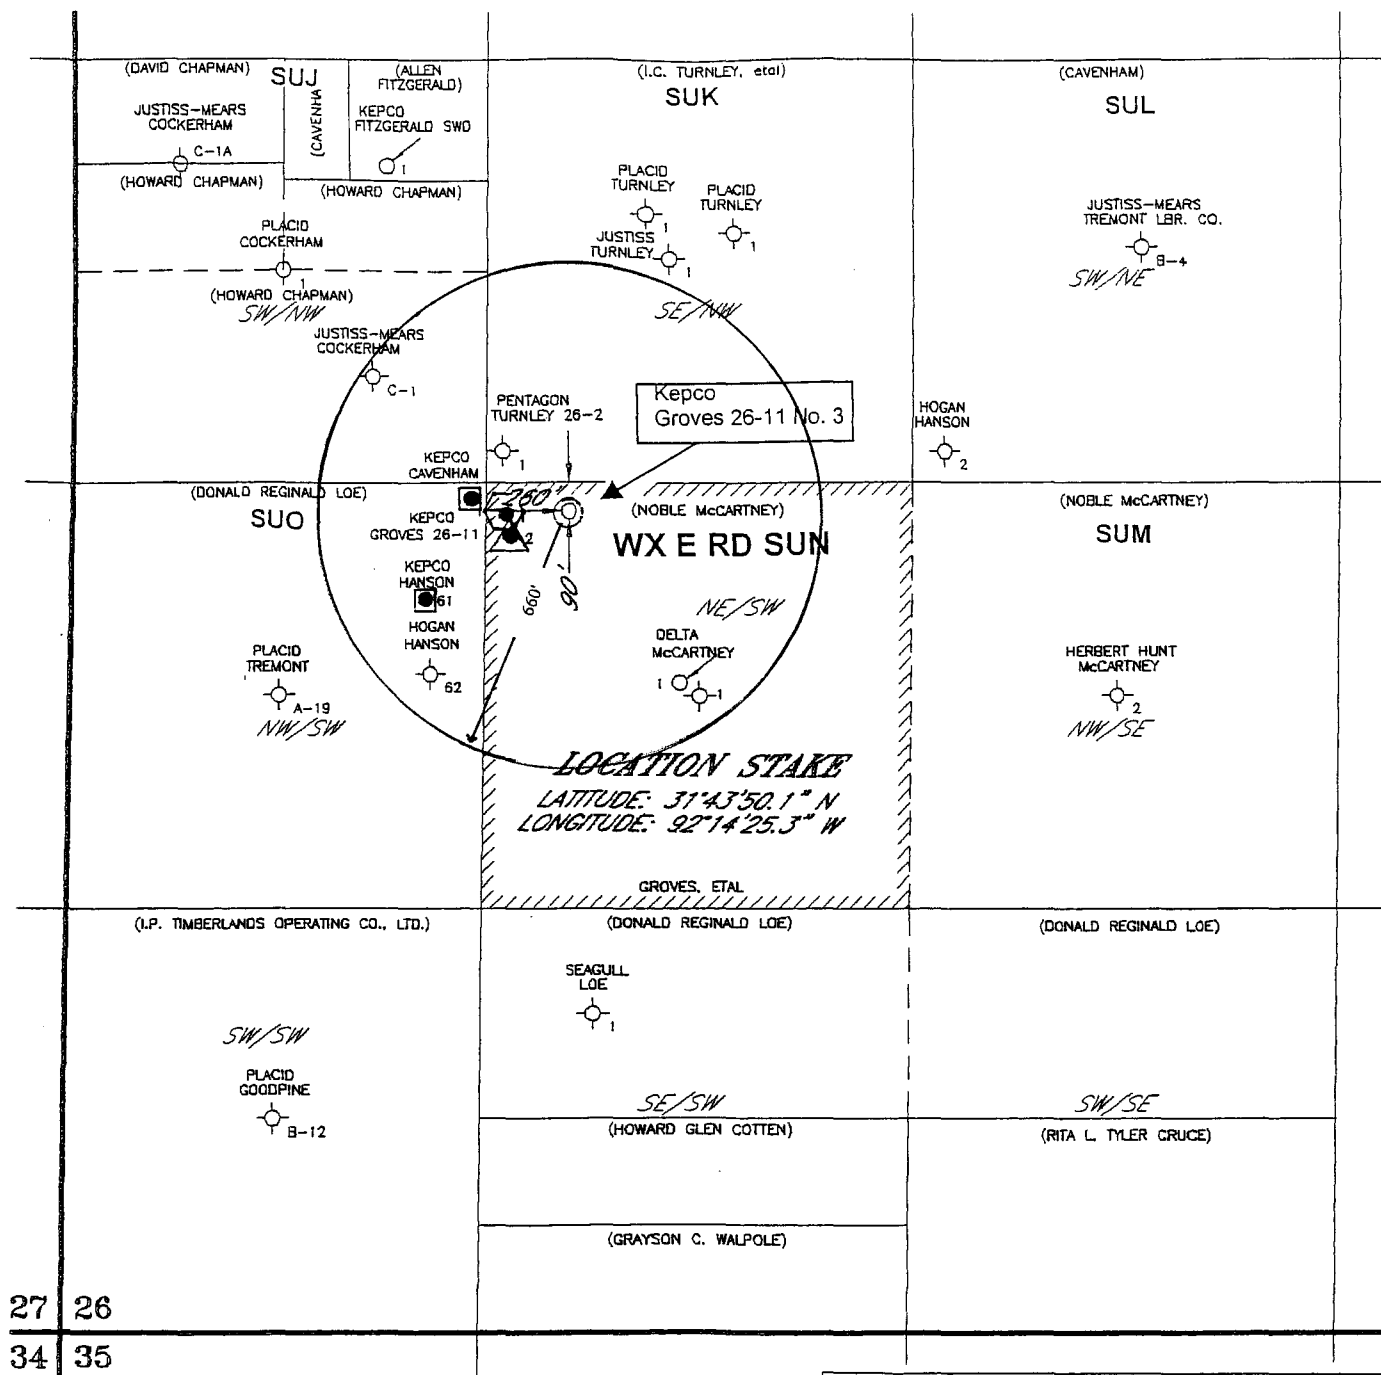 (DAVID CHAPMAN)
SUJ
(ALLEN
FITZGERALD)
(I.C. TURNLEY, etal)
SUK
(CAVENHAM)
SUL
JUSTISS-MEARS
COCKERHAM
C-1A
(CAVENHA
KEPCO
FITZGERALD SWD
1
(HOWARD CHAPMAN)
(HOWARD CHAPMAN)
PLACID
TURNLEY
1
PLACID
TURNLEY
1
JUSTISS
TURNLEY
1
JUSTISS-MEARS
TREMONT LBR. CO.
B-4
SW/NE
PLACID
COCKERHAM
1
(HOWARD CHAPMAN)
SW/NW
SE/NW
JUSTISS-MEARS
COCKERHAM
C-1
PENTAGON
TURNLEY 26-2
1
Kepco
Groves 26-11 No. 3
HOGAN
HANSON
2
KEPCO
CAVENHAM
1
(DONALD REGINALD LOE)
SUO
KEPCO
GROVES 26-11
1
2
260'
90'
660'
(NOBLE McCARTNEY)
WX E RD SUN
(NOBLE McCARTNEY)
SUM
KEPCO
HANSON
61
HOGAN
HANSON
62
NE/SW
DELTA
McCARTNEY
1
1
PLACID
TREMONT
A-19
NW/SW
HERBERT HUNT
McCARTNEY
2
NW/SE
LOCATION STAKE
LATITUDE: 31°43'50.1" N
LONGITUDE: 92°14'25.3" W
GROVES, ETAL
(I.P. TIMBERLANDS OPERATING CO., LTD.)
(DONALD REGINALD LOE)
(DONALD REGINALD LOE)
SEAGULL
LOE
1
SW/SW
PLACID
GOODPINE
B-12
SE/SW
SW/SE
(HOWARD GLEN COTTEN)
(RITA L. TYLER CRUCE)
(GRAYSON C. WALPOLE)
27 26
34 35